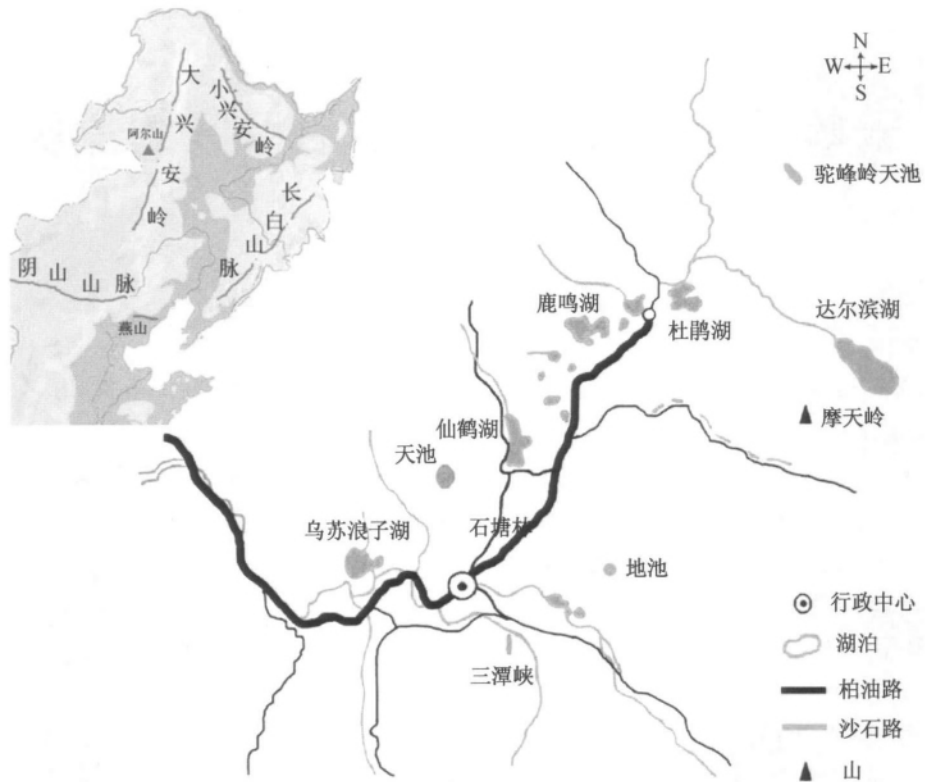 大兴安岭
小兴安岭
阿尔山
长白山脉
阴山山脉
燕山
N
W E
S
驼峰岭天池
鹿鸣湖
杜鹃湖
达尔滨湖
摩天岭
仙鹤湖
天池
石塘林
乌苏浪子湖
地池
三潭峡
行政中心
湖泊
柏油路
沙石路
山